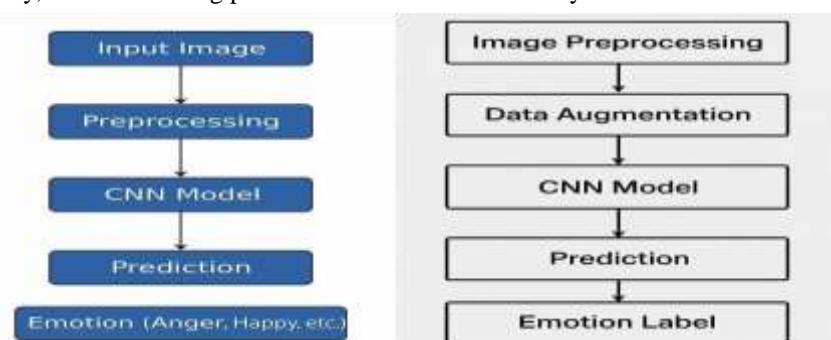 Input Image
Preprocessing
CNN Model
Prediction
Emotion (Anger, Happy, etc.)
Image Preprocessing
Data Augmentation
CNN Model
Prediction
Emotion Label